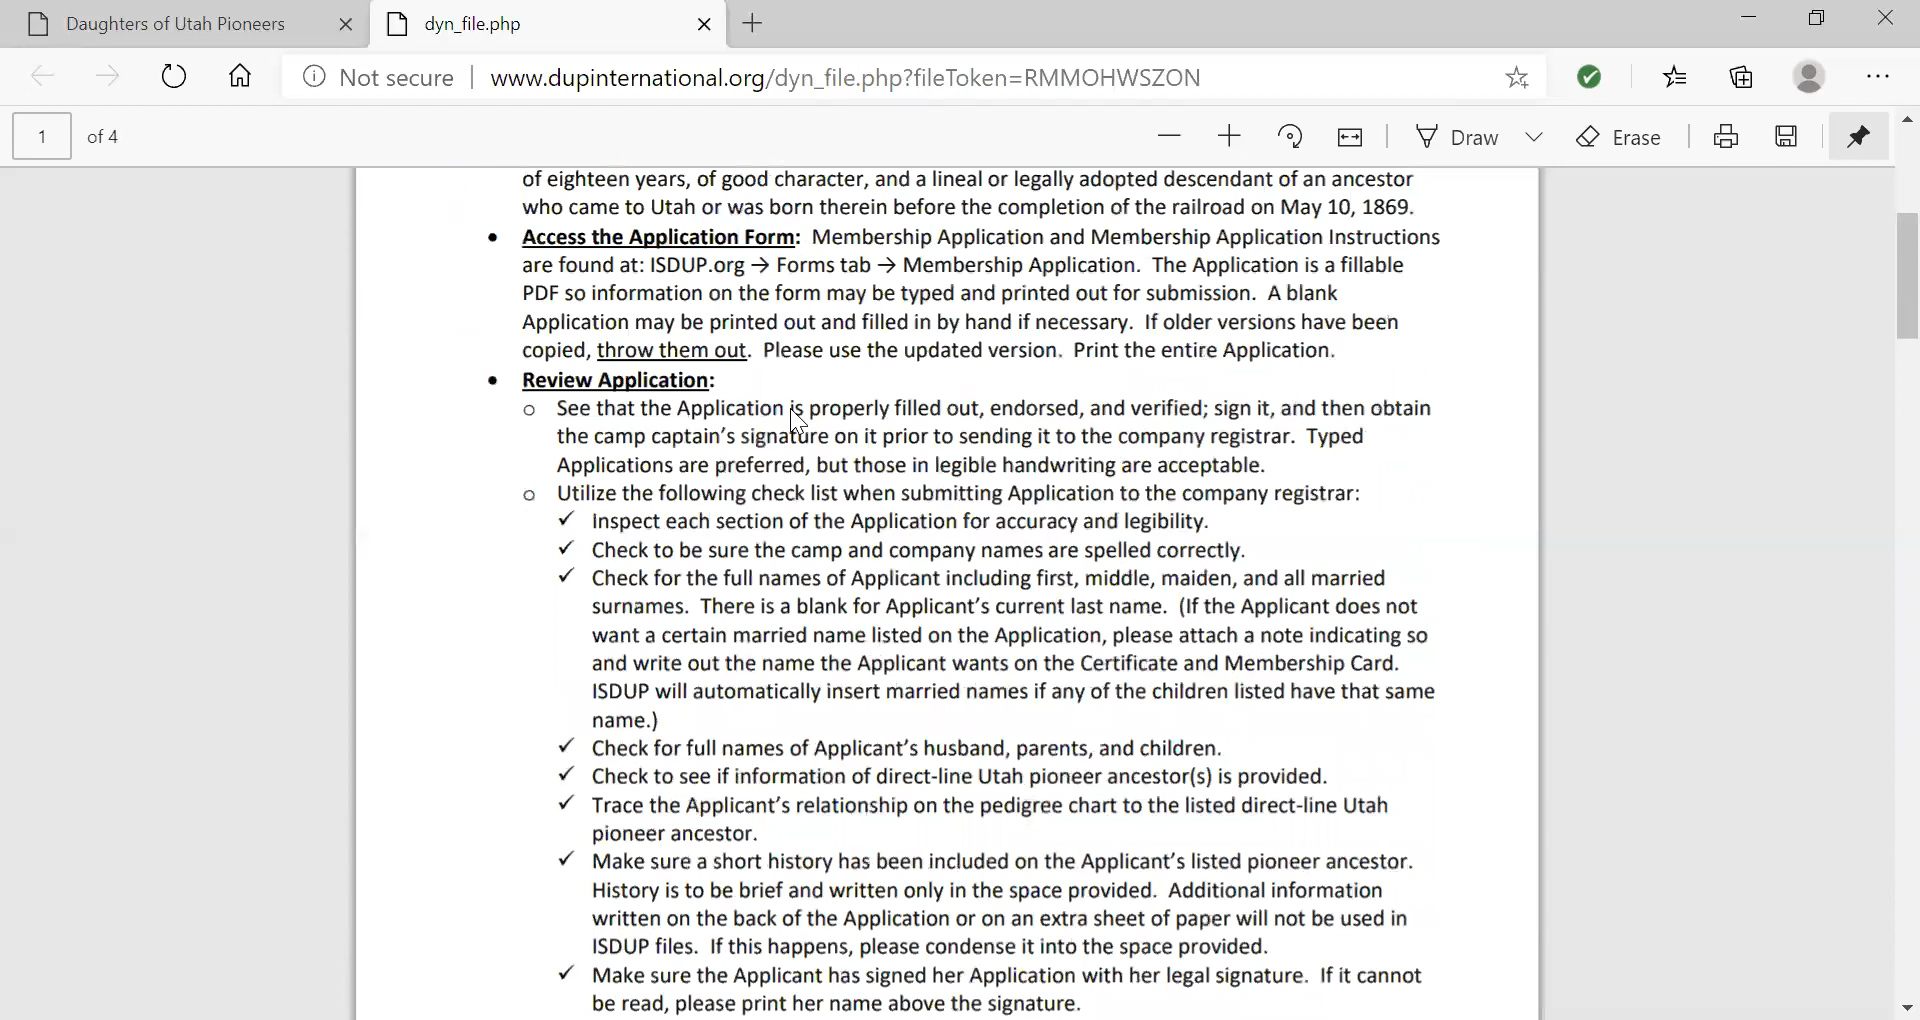 Daughters of Utah Pioneers
dyn_file.php
Not secure | www.dupinternational.org/dyn_file.php?fileToken=RMMOHWSZON
1 of 4
Draw
Erase
of eighteen years, of good character, and a lineal or legally adopted descendant of an ancestor
who came to Utah or was born therein before the completion of the railroad on May 10, 1869.
• Access the Application Form: Membership Application and Membership Application Instructions
are found at: ISDUP.org → Forms tab → Membership Application. The Application is a fillable
PDF so information on the form may be typed and printed out for submission. A blank
Application may be printed out and filled in by hand if necessary. If older versions have been
copied, throw them out. Please use the updated version. Print the entire Application.
• Review Application:
o See that the Application is properly filled out, endorsed, and verified; sign it, and then obtain
the camp captain's signature on it prior to sending it to the company registrar. Typed
Applications are preferred, but those in legible handwriting are acceptable.
o Utilize the following check list when submitting Application to the company registrar:
✓ Inspect each section of the Application for accuracy and legibility.
✓ Check to be sure the camp and company names are spelled correctly.
✓ Check for the full names of Applicant including first, middle, maiden, and all married
surnames. There is a blank for Applicant's current last name. (If the Applicant does not
want a certain married name listed on the Application, please attach a note indicating so
and write out the name the Applicant wants on the Certificate and Membership Card.
ISDUP will automatically insert married names if any of the children listed have that same
name.)
✓ Check for full names of Applicant's husband, parents, and children.
✓ Check to see if information of direct-line Utah pioneer ancestor(s) is provided.
✓ Trace the Applicant's relationship on the pedigree chart to the listed direct-line Utah
pioneer ancestor.
✓ Make sure a short history has been included on the Applicant's listed pioneer ancestor.
History is to be brief and written only in the space provided. Additional information
written on the back of the Application or on an extra sheet of paper will not be used in
ISDUP files. If this happens, please condense it into the space provided.
✓ Make sure the Applicant has signed her Application with her legal signature. If it cannot
be read, please print her name above the signature.